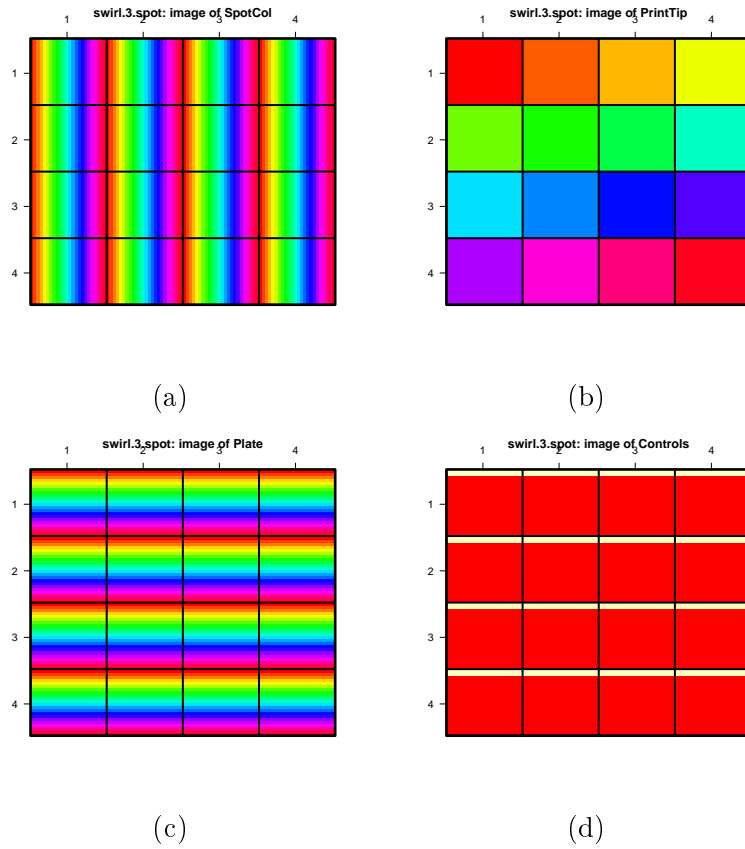 swirl.3.spot: image of SpotCol
1 2 3 4
1
2
3
4
(a)
swirl.3.spot: image of PrintTip
1 2 3 4
1
2
3
4
(b)
swirl.3.spot: image of Plate
1 2 3 4
1
2
3
4
(c)
swirl.3.spot: image of Controls
1 2 3 4
1
2
3
4
(d)